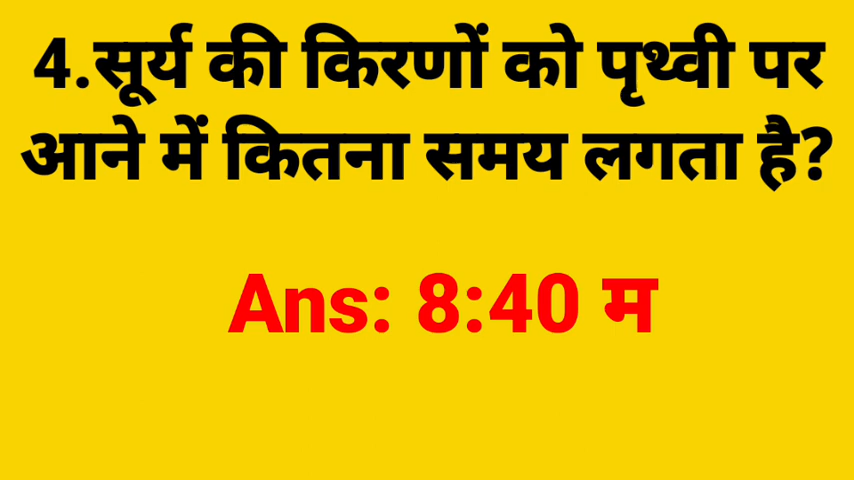 4.सूर्य की किरणों को पृथ्वी पर
आने में कितना समय लगता है?
Ans: 8:40 म